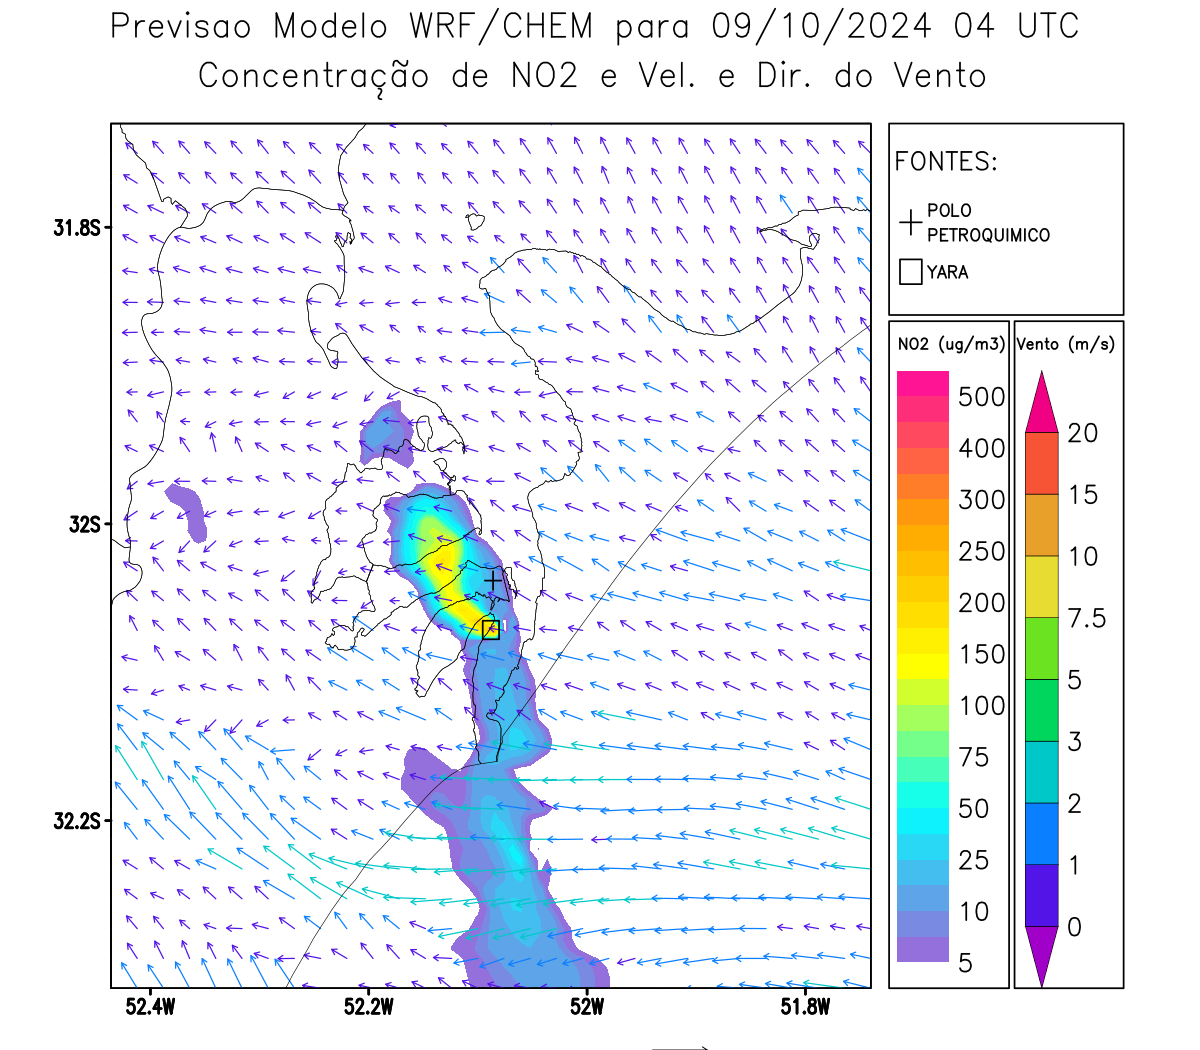 Previsao Modelo WRF/CHEM para 09/10/2024 04 UTC
Concentração de NO2 e Vel. e Dir. do Vento
FONTES:
POLO
PETROQUIMICO
YARA
31.8S
32S
32.2S
52.4W
52.2W
52W
51.8W
NO2 (ug/m3)
500
400
300
250
200
150
100
75
50
25
10
5
Vento (m/s)
20
15
10
7.5
5
3
2
1
0